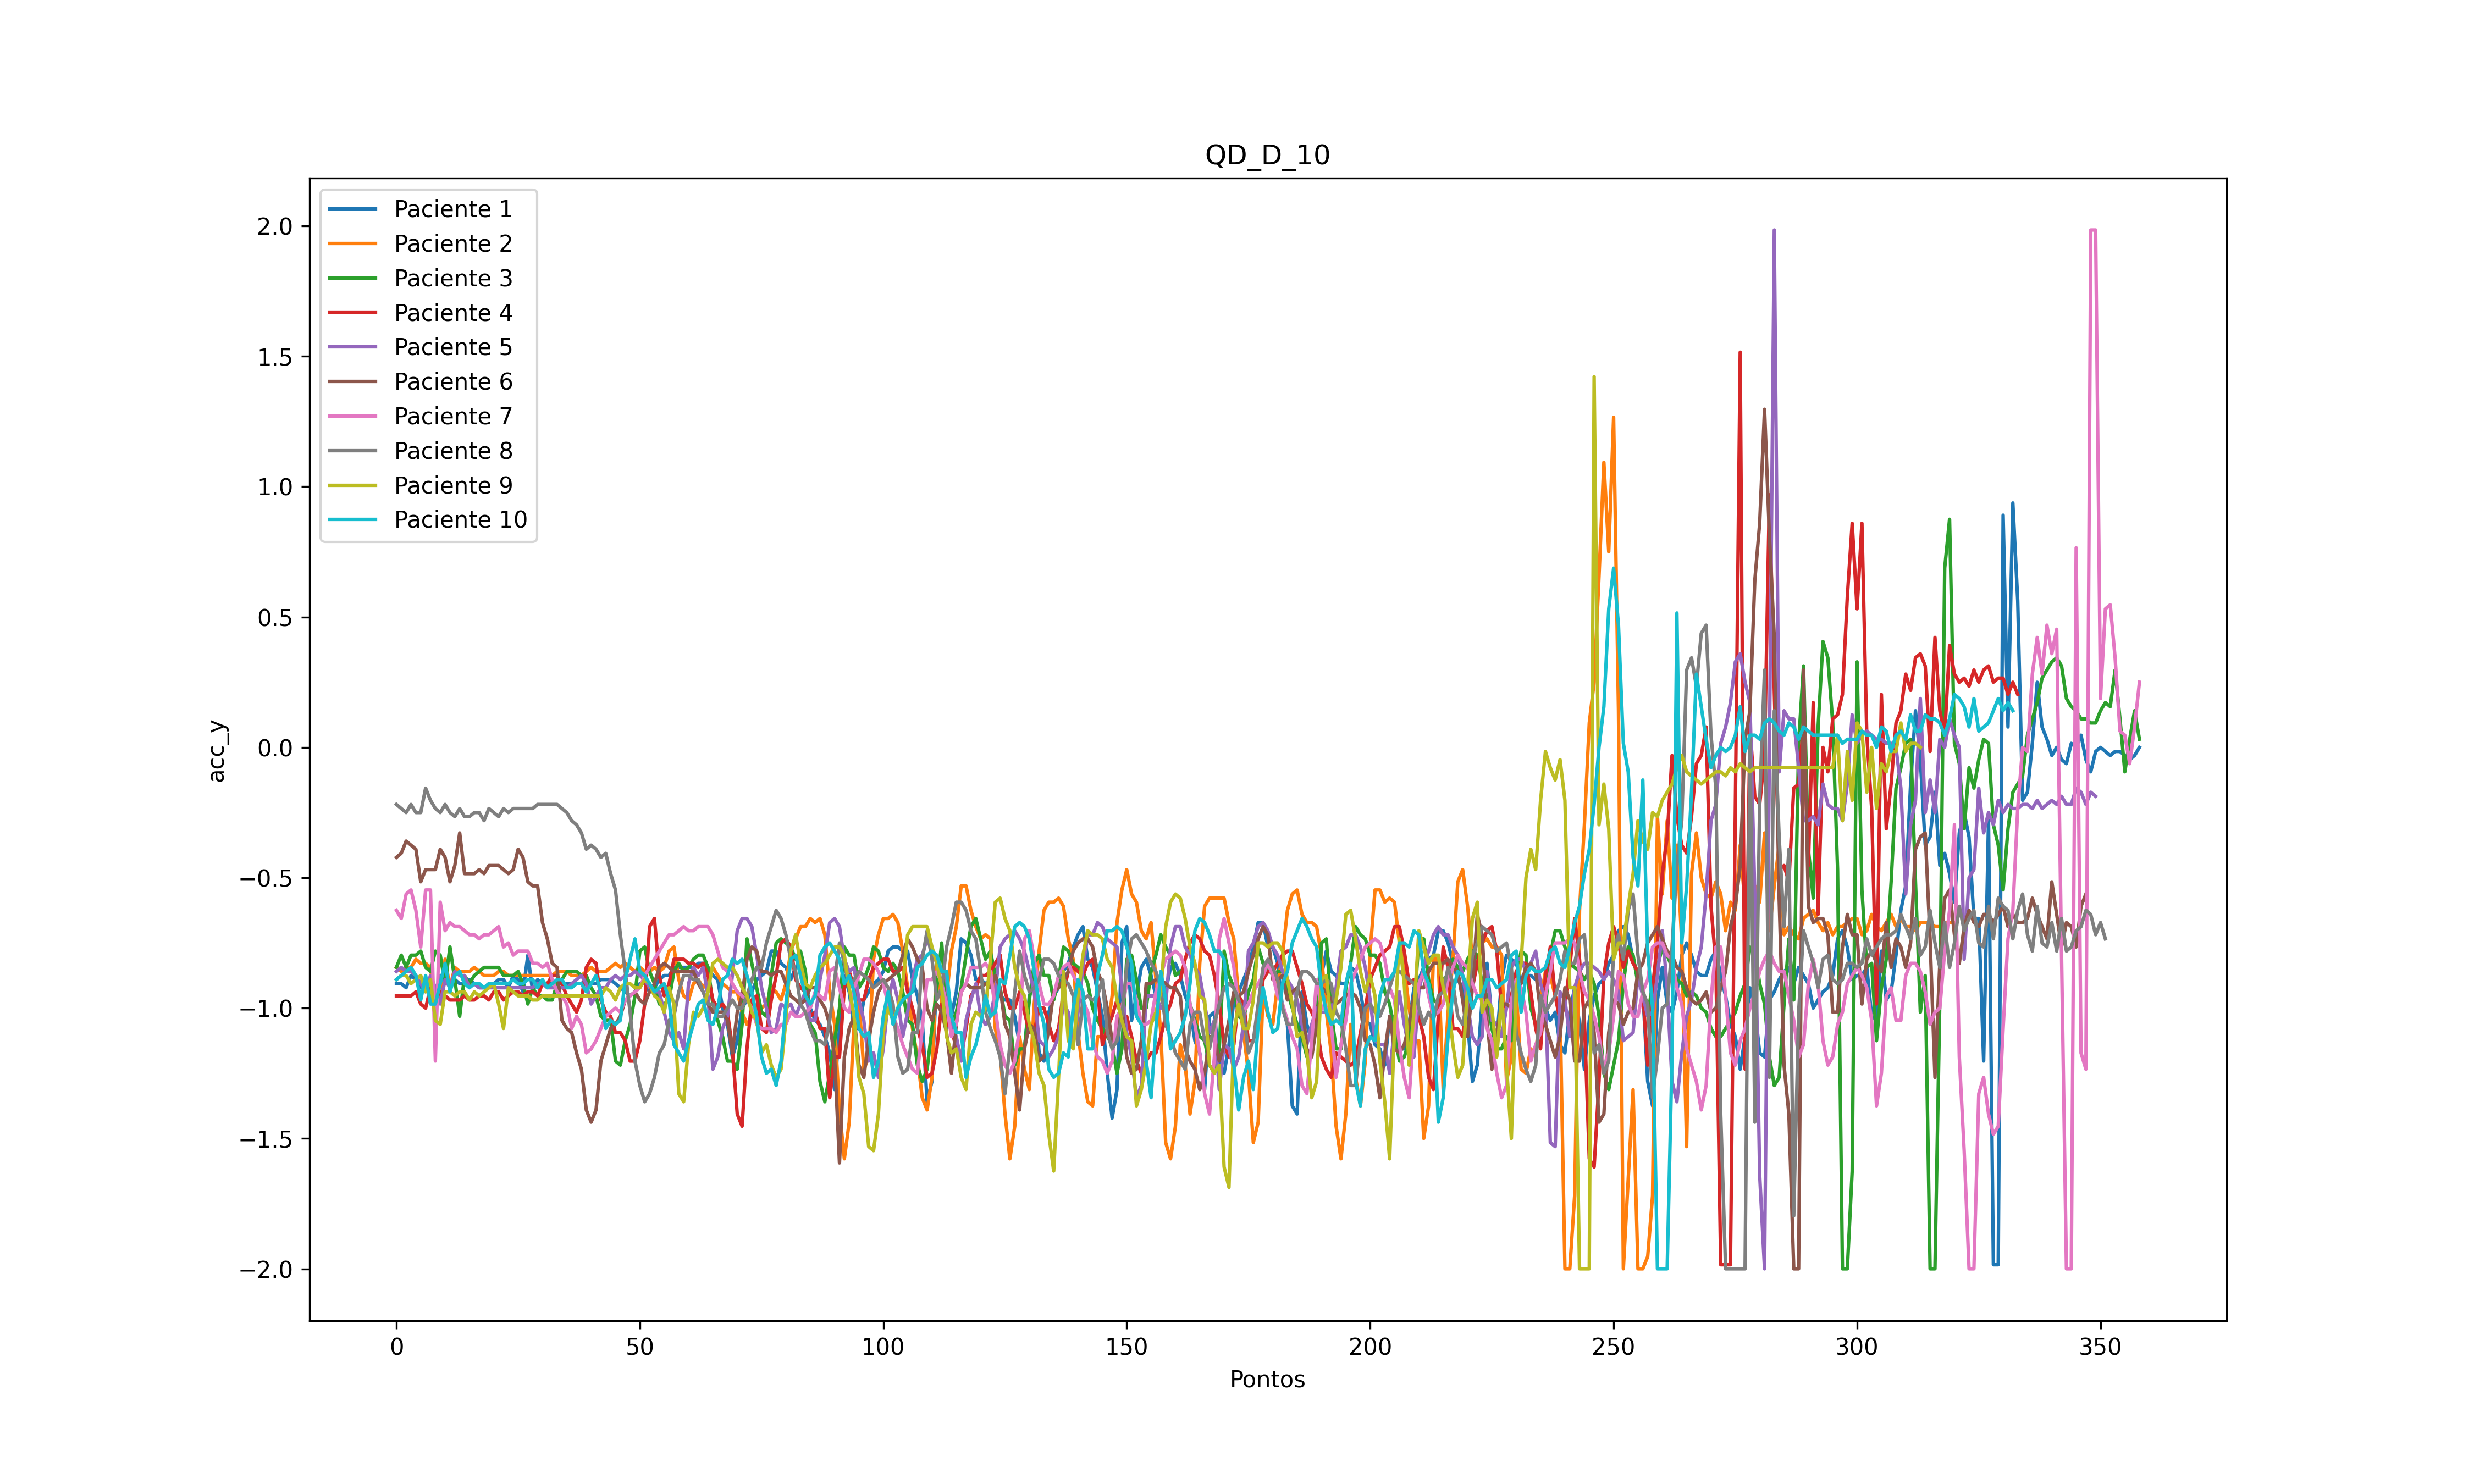 QD_D_10
Paciente 1
Paciente 2
Paciente 3
Paciente 4
Paciente 5
Paciente 6
Paciente 7
Paciente 8
Paciente 9
Paciente 10
acc_y
2.0
1.5
1.0
0.5
0.0
−0.5
−1.0
−1.5
−2.0
0 50 100 150 200 250 300 350
Pontos